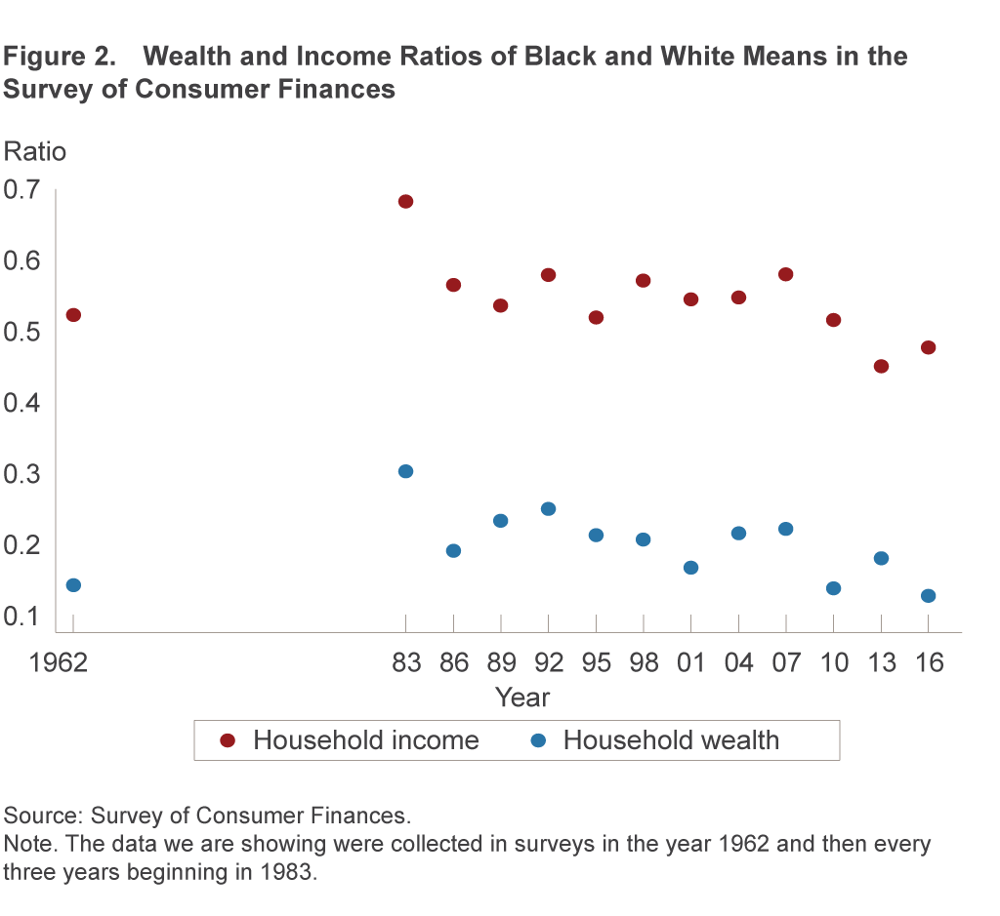 Figure 2. Wealth and Income Ratios of Black and White Means in the
Survey of Consumer Finances
Ratio
0.7
0.6
0.5
0.4
0.3
0.2
0.1
1962 83 86 89 92 95 98 01 04 07 10 13 16
Year
Household income Household wealth
Source: Survey of Consumer Finances.
Note. The data we are showing were collected in surveys in the year 1962 and then every
three years beginning in 1983.